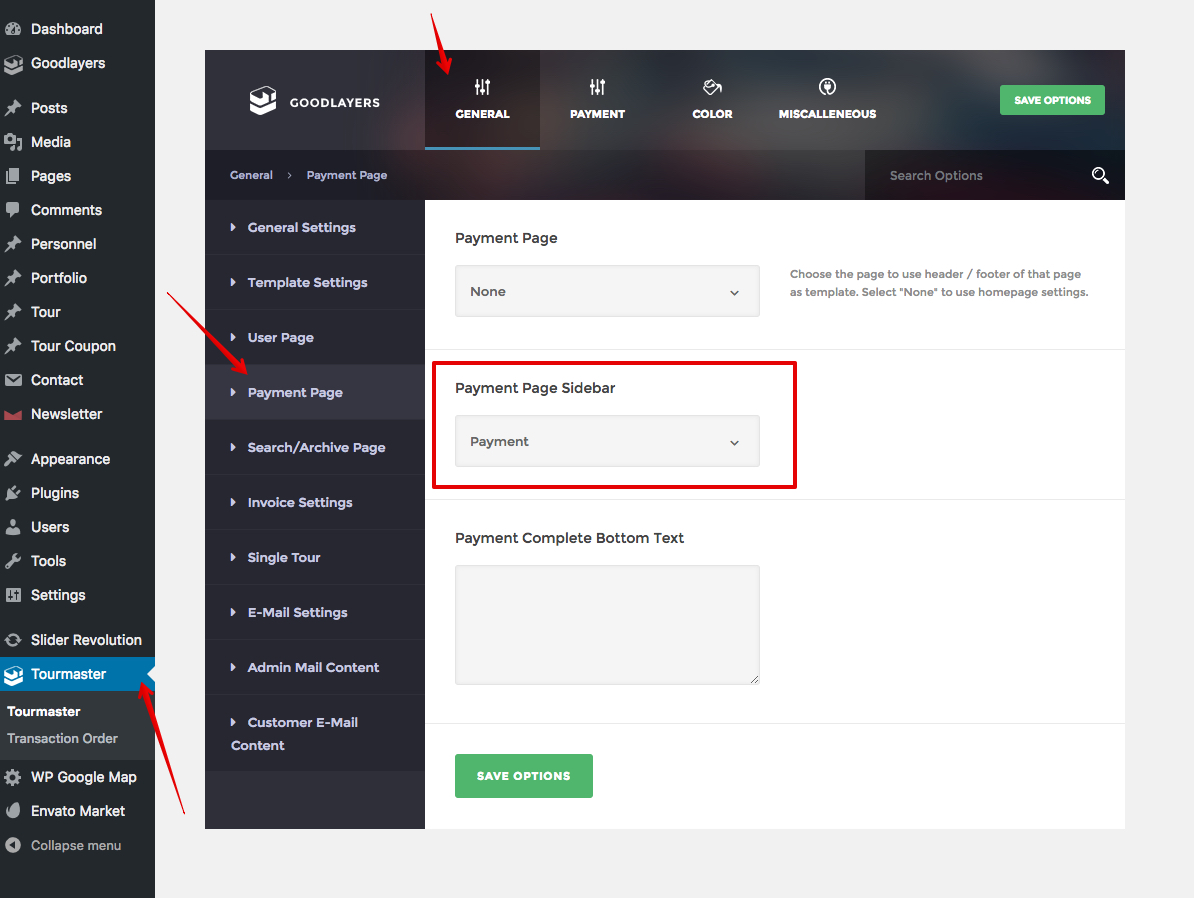 Dashboard
Goodlayers
Posts
Media
Pages
Comments
Personnel
Portfolio
Tour
Tour Coupon
Contact
Newsletter
Appearance
Plugins
Users
Tools
Settings
Slider Revolution
Tourmaster
Tourmaster
Transaction Order
WP Google Map
Envato Market
Collapse menu
GOODLAYERS
GENERAL
PAYMENT
COLOR
MISCALLENEOUS
SAVE OPTIONS
General > Payment Page
Search Options
General Settings
Template Settings
User Page
Payment Page
Search/Archive Page
Invoice Settings
Single Tour
E-Mail Settings
Admin Mail Content
Customer E-Mail
Content
Payment Page
None
Choose the page to use header / footer of that page
as template. Select "None" to use homepage settings.
Payment Page Sidebar
Payment
Payment Complete Bottom Text
SAVE OPTIONS